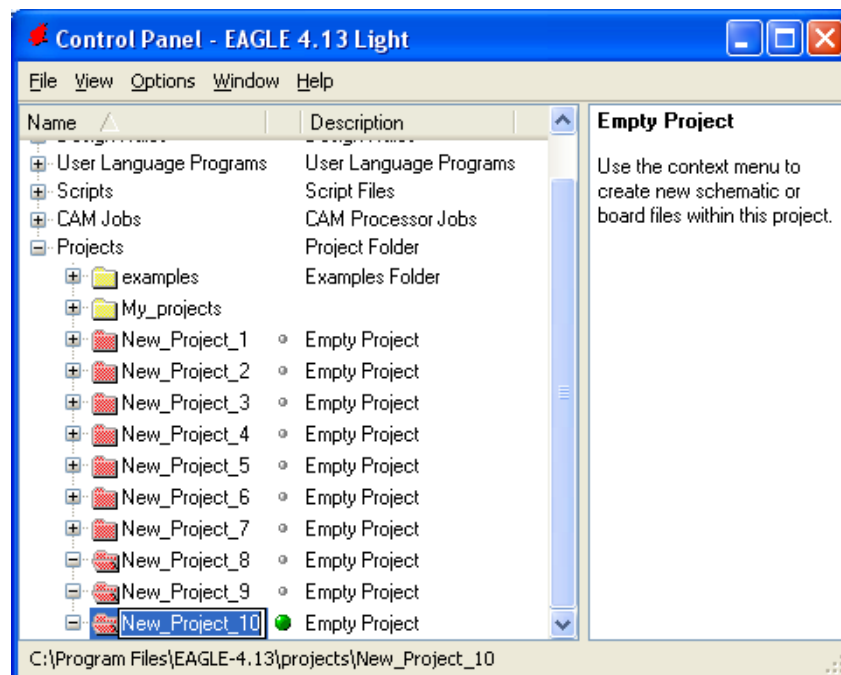 Control Panel - EAGLE 4.13 Light
File View Options Window Help
Name Description
User Language Programs User Language Programs
Scripts Script Files
CAM Jobs CAM Processor Jobs
Projects Project Folder
examples Examples Folder
My_projects
New_Project_1 Empty Project
New_Project_2 Empty Project
New_Project_3 Empty Project
New_Project_4 Empty Project
New_Project_5 Empty Project
New_Project_6 Empty Project
New_Project_7 Empty Project
New_Project_8 Empty Project
New_Project_9 Empty Project
New_Project_10 Empty Project
Empty Project
Use the context menu to
create new schematic or
board files within this project.
C:\Program Files\EAGLE-4.13\projects\New_Project_10